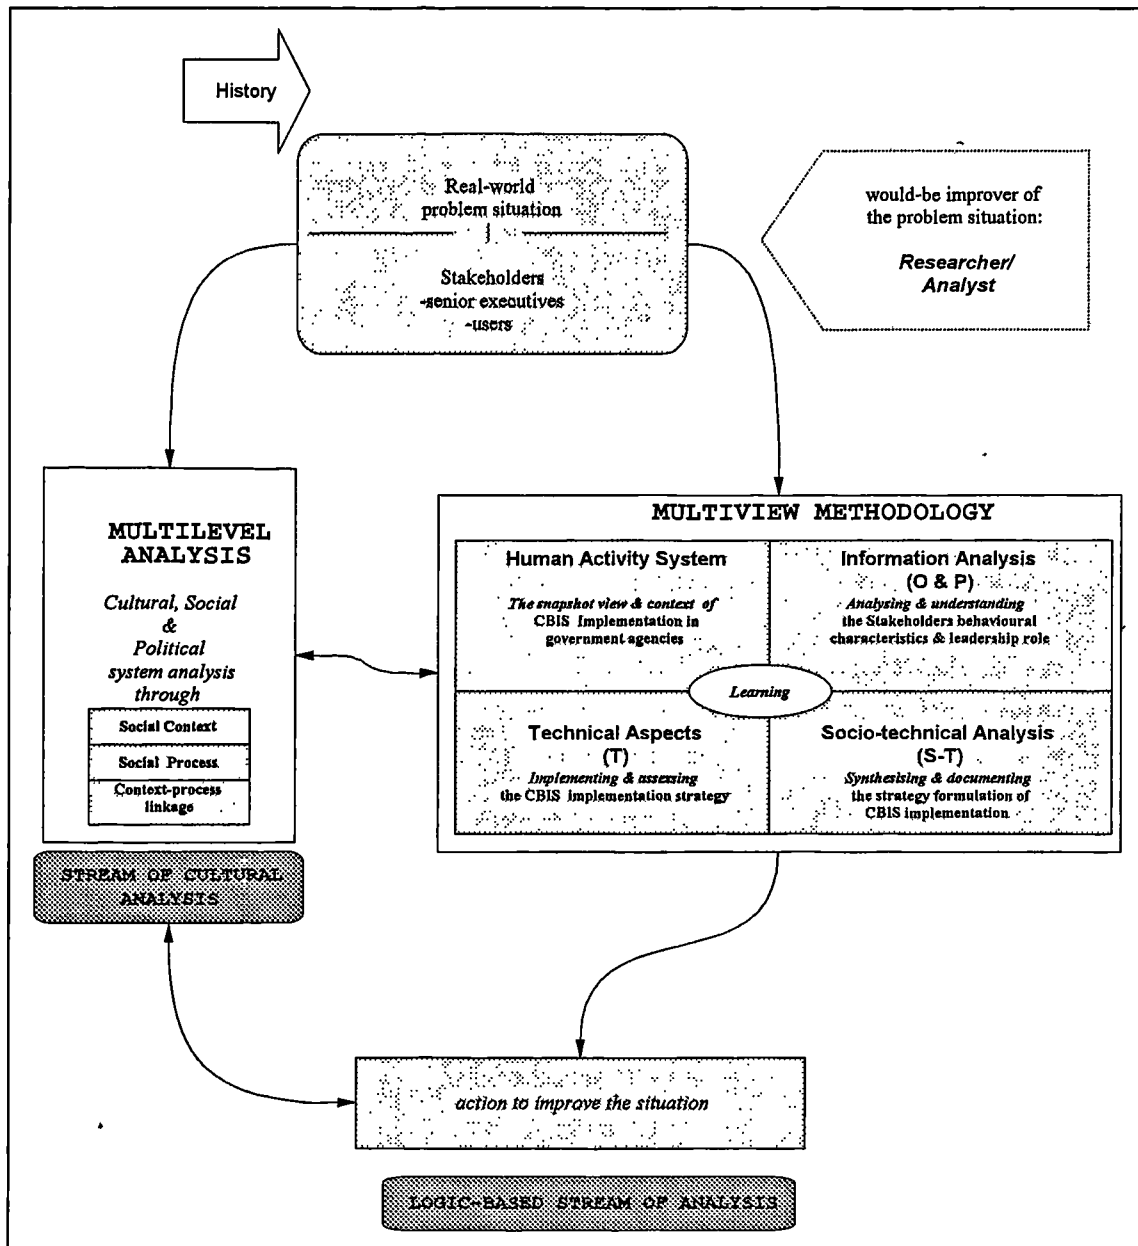 History
Real-world
problem situation
Stakeholders
-senior executives
-users
would-be improver of
the problem situation:
Researcher/
Analyst
MULTILEVEL
ANALYSIS
Cultural, Social
&
Political
system analysis
through
Social Context
Social Process
Context-process
linkage
STREAM OF CULTURAL
ANALYSIS
MULTIVIEW METHODOLOGY
Human Activity System
The snapshot view & context of
CBIS Implementation in
government agencies
Information Analysis
(O & P)
Analysing & understanding
the Stakeholders behavioural
characteristics & leadership role
Learning
Technical Aspects
(T)
Implementing & assessing
the CBIS implementation strategy
Socio-technical Analysis
(S-T)
Synthesising & documenting
the strategy formulation of
CBIS implementation
action to improve the situation
LOGIC-BASED STREAM OF ANALYSIS